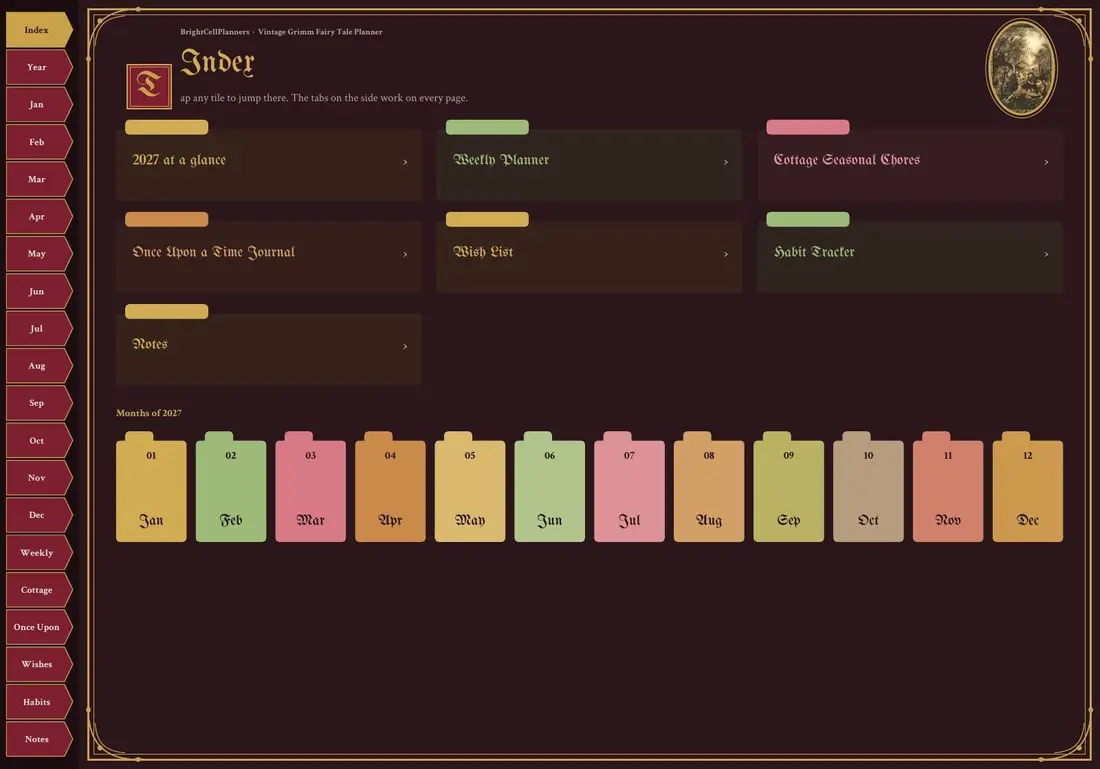 Index
Year
Jan
Feb
Mar
Apr
May
Jun
Jul
Aug
Sep
Oct
Nov
Dec
Weekly
Cottage
Once Upon
Wishes
Habits
Notes
BrightCellPlanners · Vintage Grimm Fairy Tale Planner
Index
T
ap any tile to jump there. The tabs on the side work on every page.
2027 at a glance ›
Weekly Planner ›
Cottage Seasonal Chores ›
Once Upon a Time Journal ›
Wish List ›
Habit Tracker ›
Notes ›
Months of 2027
01 02 03 04 05 06 07 08 09 10 11 12
Jan Feb Mar Apr May Jun Jul Aug Sep Oct Nov Dec